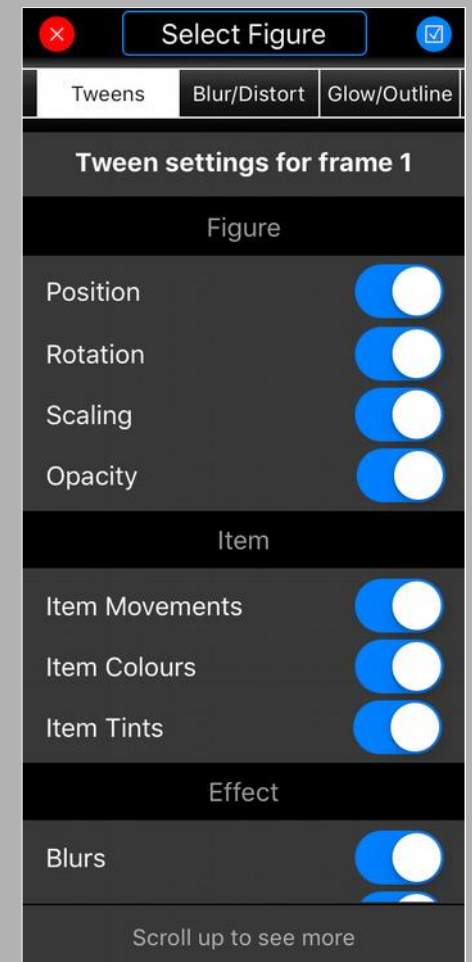 Select Figure
Tweens Blur/Distort Glow/Outline
Tween settings for frame 1
Figure
Position
Rotation
Scaling
Opacity
Item
Item Movements
Item Colours
Item Tints
Effect
Blurs
Scroll up to see more